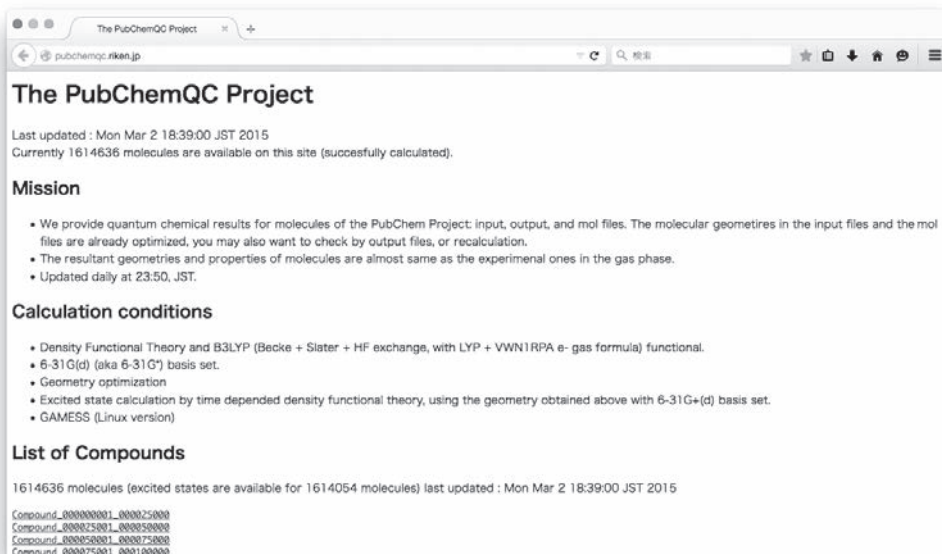 The PubChemQC Project
pubchemqc.riken.jp
検索
The PubChemQC Project
Last updated : Mon Mar 2 18:39:00 JST 2015
Currently 1614636 molecules are available on this site (succesfully calculated).
Mission
• We provide quantum chemical results for molecules of the PubChem Project: input, output, and mol files. The molecular geometires in the input files and the mol
files are already optimized, you may also want to check by output files, or recalculation.
• The resultant geometries and properties of molecules are almost same as the experimenal ones in the gas phase.
• Updated daily at 23:50, JST.
Calculation conditions
• Density Functional Theory and B3LYP (Becke + Slater + HF exchange, with LYP + VWN1RPA e- gas formula) functional.
• 6-31G(d) (aka 6-31G*) basis set.
• Geometry optimization
• Excited state calculation by time depended density functional theory, using the geometry obtained above with 6-31G+(d) basis set.
• GAMESS (Linux version)
List of Compounds
1614636 molecules (excited states are available for 1614054 molecules) last updated : Mon Mar 2 18:39:00 JST 2015
Compound_000000001_000025000
Compound_000025001_000050000
Compound_000050001_000075000
Compound_000075001_000100000